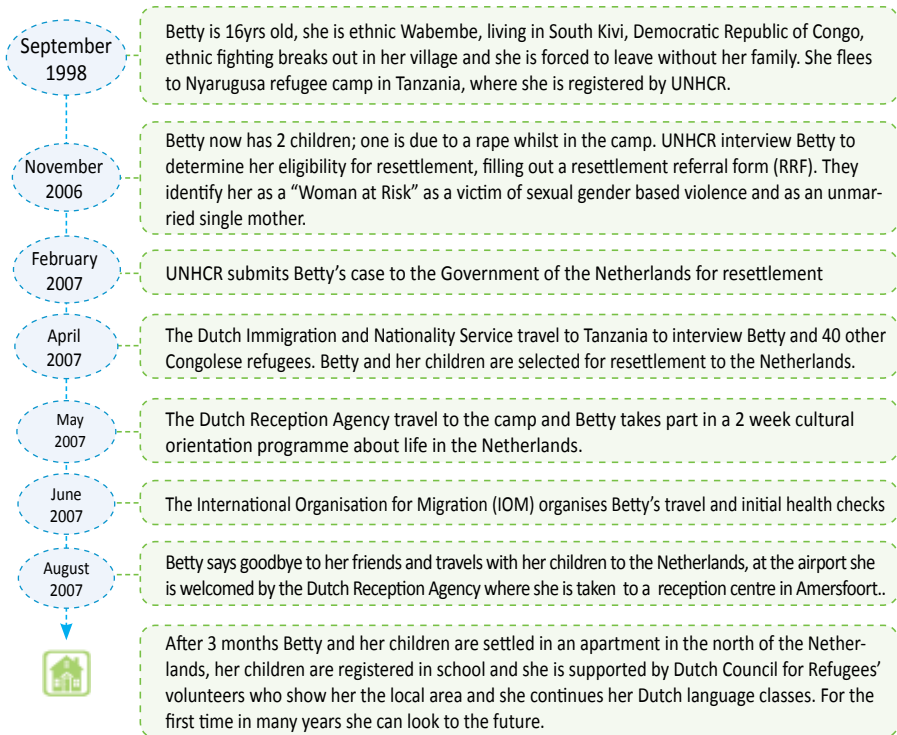 September
1998
Betty is 16yrs old, she is ethnic Wabembe, living in South Kivi, Democratic Republic of Congo,
ethnic fighting breaks out in her village and she is forced to leave without her family. She flees
to Nyarugusa refugee camp in Tanzania, where she is registered by UNHCR.
November
2006
Betty now has 2 children; one is due to a rape whilst in the camp. UNHCR interview Betty to
determine her eligibility for resettlement, filling out a resettlement referral form (RRF). They
identify her as a “Woman at Risk” as a victim of sexual gender based violence and as an unmar-
ried single mother.
February
2007
UNHCR submits Betty’s case to the Government of the Netherlands for resettlement
April
2007
The Dutch Immigration and Nationality Service travel to Tanzania to interview Betty and 40 other
Congolese refugees. Betty and her children are selected for resettlement to the Netherlands.
May
2007
The Dutch Reception Agency travel to the camp and Betty takes part in a 2 week cultural
orientation programme about life in the Netherlands.
June
2007
The International Organisation for Migration (IOM) organises Betty’s travel and initial health checks
August
2007
Betty says goodbye to her friends and travels with her children to the Netherlands, at the airport she
is welcomed by the Dutch Reception Agency where she is taken to a reception centre in Amersfoort..
After 3 months Betty and her children are settled in an apartment in the north of the Nether-
lands, her children are registered in school and she is supported by Dutch Council for Refugees’
volunteers who show her the local area and she continues her Dutch language classes. For the
first time in many years she can look to the future.